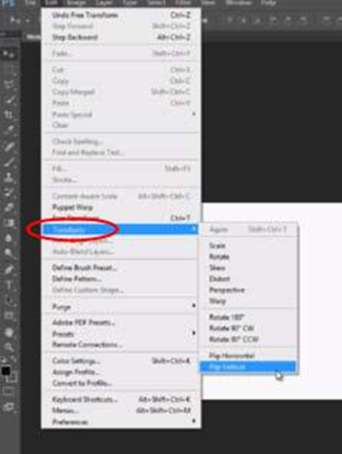 Ps File Edit Image Layer Type Select Filter View Window Help
Undo Free Transform Ctrl+Z
Step Forward Shift+Ctrl+Z
Step Backward Alt+Ctrl+Z
Fade... Shift+Ctrl+F
Cut Ctrl+X
Copy Ctrl+C
Copy Merged Shift+Ctrl+C
Paste Ctrl+V
Paste Special
Clear
Check Spelling...
Find and Replace Text...
Fill... Shift+F5
Stroke...
Content-Aware Scale Alt+Shift+Ctrl+C
Puppet Warp
Free Transform Ctrl+T
Transform
Auto-Blend Layers...
Define Brush Preset...
Define Pattern...
Define Custom Shape...
Purge
Adobe PDF Presets...
Presets
Remote Connections...
Color Settings... Shift+Ctrl+K
Assign Profile...
Convert to Profile...
Keyboard Shortcuts... Alt+Shift+Ctrl+K
Menus... Alt+Shift+Ctrl+M
Preferences
Again Shift+Ctrl+T
Scale
Rotate
Skew
Distort
Perspective
Warp
Rotate 180°
Rotate 90° CW
Rotate 90° CCW
Flip Horizontal
Flip Vertical